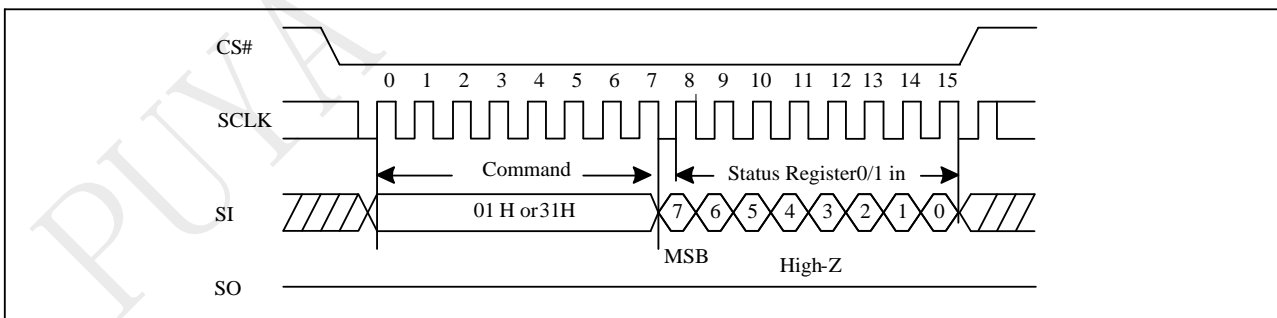 PUYA
CS#
0 1 2 3 4 5 6 7 8 9 10 11 12 13 14 15
SCLK
Command
Status Register0/1 in
SI
01 H or31H
7 6 5 4 3 2 1 0
MSB
High-Z
SO